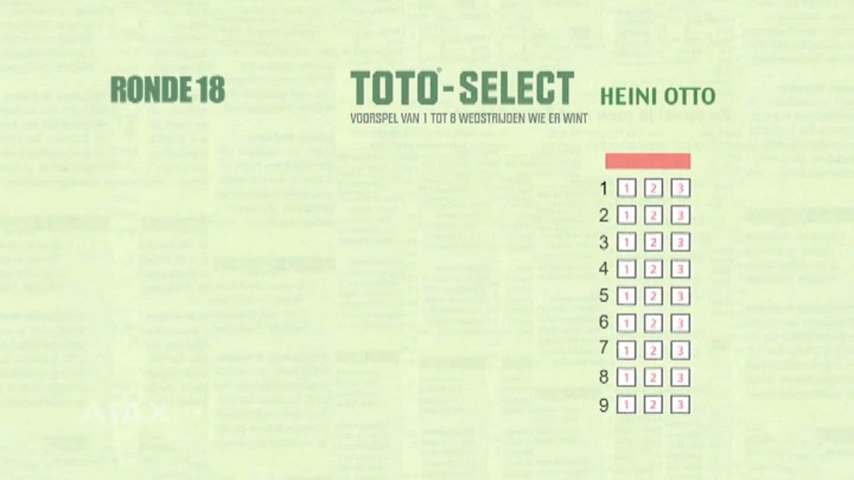 RONDE 18
TOTO®-SELECT
VOORSPEL VAN 1 TOT 8 WEDSTRIJDEN WIE ER WINT
HEINI OTTO
1 1 2 3
2 1 2 3
3 1 2 3
4 1 2 3
5 1 2 3
6 1 2 3
7 1 2 3
8 1 2 3
9 1 2 3
AJAX